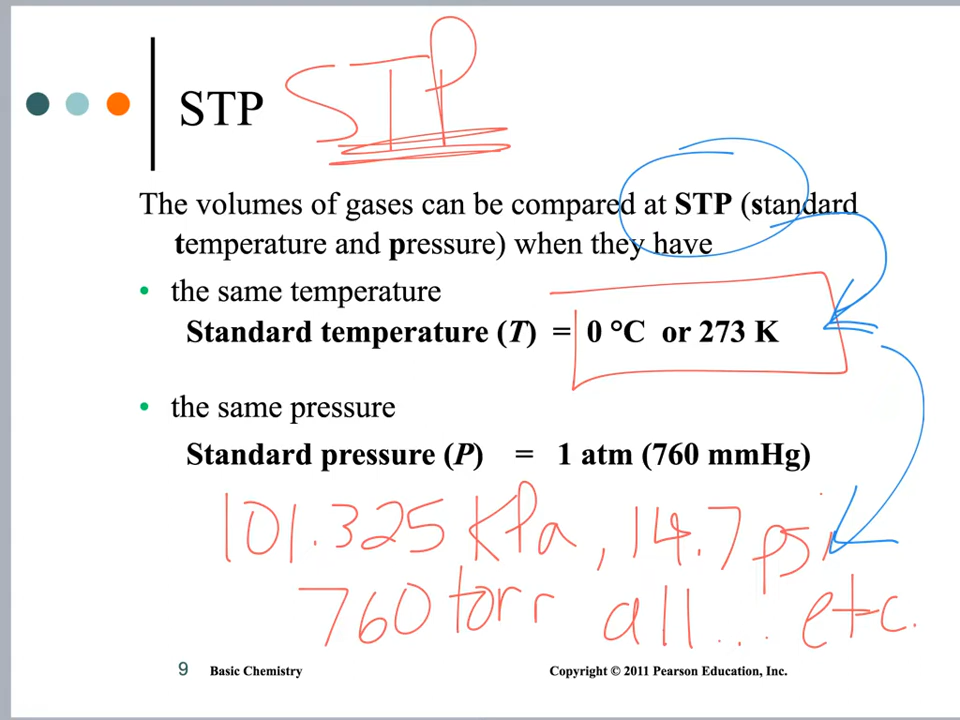 STP STP
The volumes of gases can be compared at STP (standard
temperature and pressure) when they have
• the same temperature
Standard temperature (T) = 0 °C or 273 K
• the same pressure
Standard pressure (P) = 1 atm (760 mmHg)
101.325 KPa, 14.7 psi
760 torr all... etc.
9 Basic Chemistry Copyright © 2011 Pearson Education, Inc.